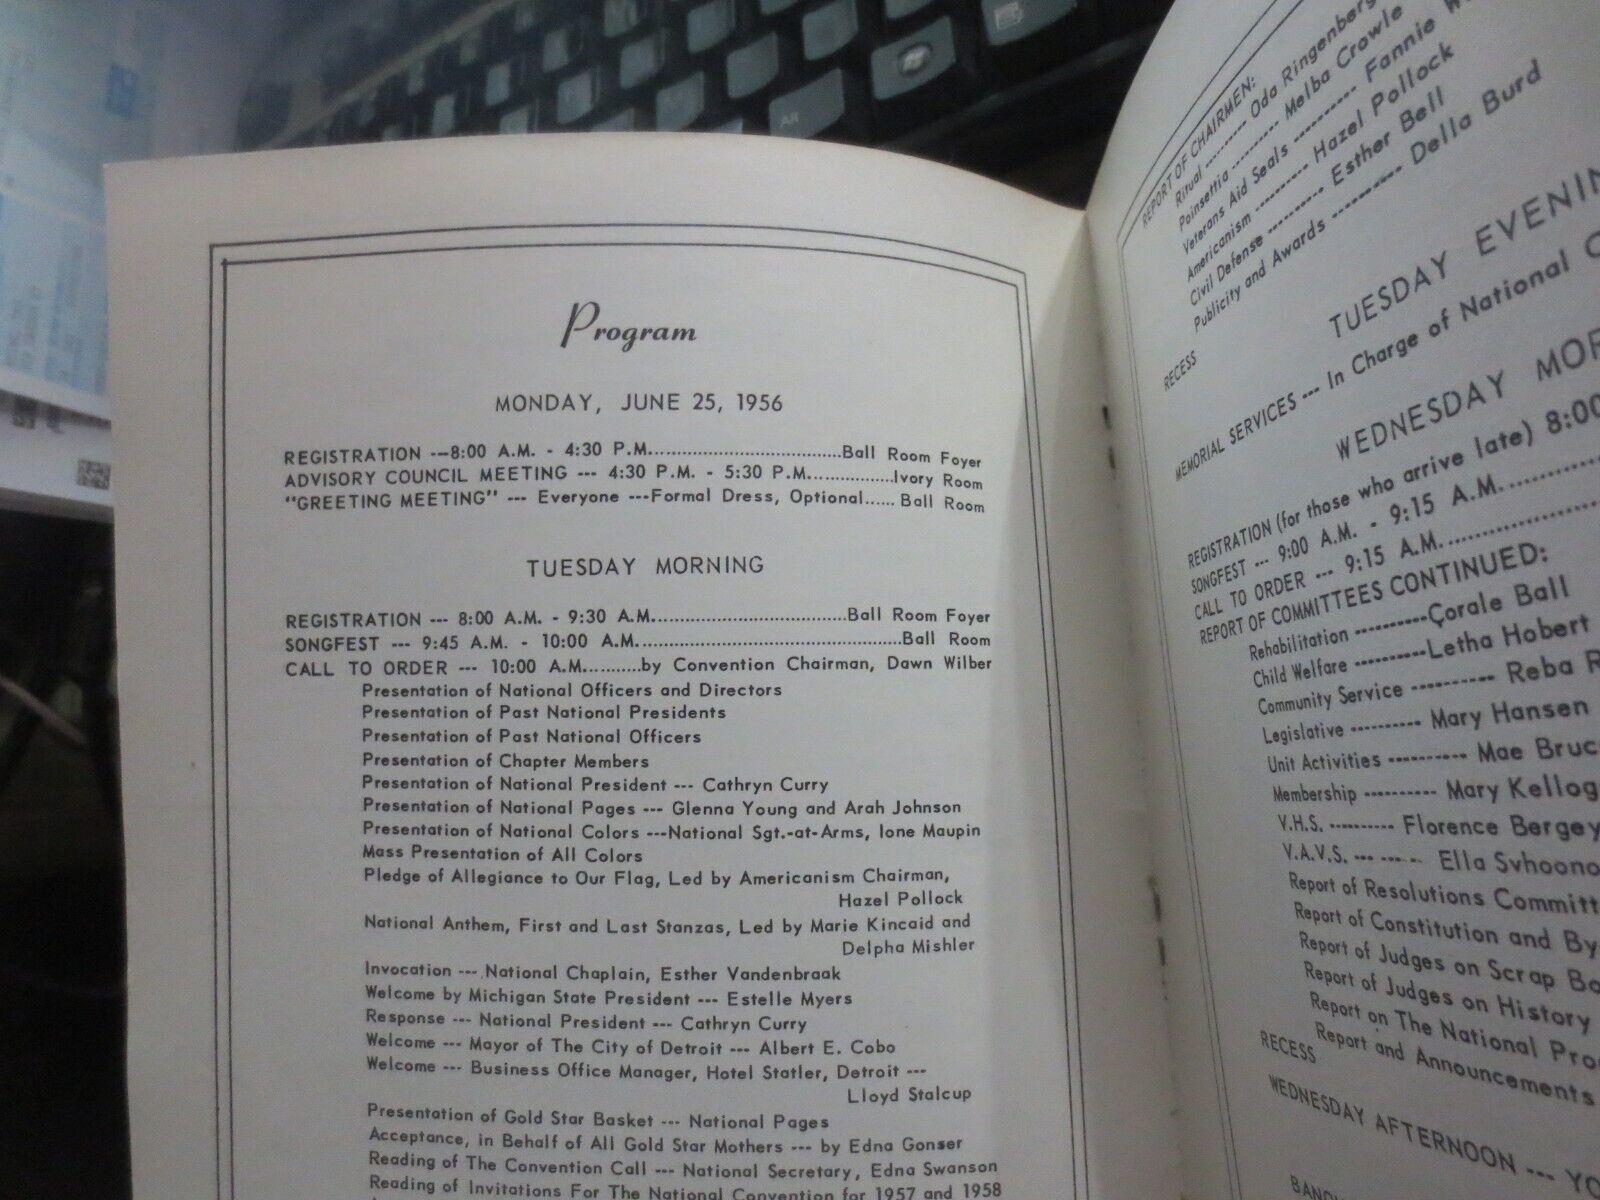 Program
MONDAY, JUNE 25, 1956
REGISTRATION ---8:00 A.M. - 4:30 P.M. Ball Room Foyer
ADVISORY COUNCIL MEETING --- 4:30 P.M. - 5:30 P.M. Ivory Room
"GREETING MEETING" --- Everyone ---Formal Dress, Optional...... Ball Room
TUESDAY MORNING
REGISTRATION --- 8:00 A.M. - 9:30 A.M. Ball Room Foyer
SONGFEST --- 9:45 A.M. - 10:00 A.M. Ball Room
CALL TO ORDER --- 10:00 A.M..........by Convention Chairman, Dawn Wilber
Presentation of National Officers and Directors
Presentation of Past National Presidents
Presentation of Past National Officers
Presentation of Chapter Members
Presentation of National President --- Cathryn Curry
Presentation of National Pages --- Glenna Young and Arah Johnson
Presentation of National Colors ---National Sgt.-at-Arms, Ione Maupin
Mass Presentation of All Colors
Pledge of Allegiance to Our Flag, Led by Americanism Chairman,
Hazel Pollock
National Anthem, First and Last Stanzas, Led by Marie Kincaid and
Delpha Mishler
Invocation --- National Chaplain, Esther Vandenbraak
Welcome by Michigan State President --- Estelle Myers
Response --- National President --- Cathryn Curry
Welcome --- Mayor of The City of Detroit --- Albert E. Cobo
Welcome --- Business Office Manager, Hotel Statler, Detroit ---
Lloyd Stalcup
Presentation of Gold Star Basket --- National Pages
Acceptance, in Behalf of All Gold Star Mothers --- by Edna Gonser
Reading of The Convention Call --- National Secretary, Edna Swanson
Reading of Invitations For The National Convention for 1957 and 1958
REPORT OF CHAIRMEN:
Ritual ---------- Oda Ringenberg
Poinsettia ---------- Melba Crowle
Veterans Aid Seals ---------- Fannie
Americanism ---------- Hazel Pollock
Civil Defense ---------- Esther Bell
Publicity and Awards ---------- Della Burd
RECESS
TUESDAY EVENIN
MEMORIAL SERVICES --- In Charge of National
WEDNESDAY MOR
REGISTRATION (for those who arrive late) 8:00
SONGFEST --- 9:00 A.M. - 9:15 A.M.
CALL TO ORDER --- 9:15 A.M.
REPORT OF COMMITTEES CONTINUED:
Rehabilitation ---------- Corale Ball
Child Welfare ---------- Letha Hobert
Community Service ---------- Reba R
Legislative ---------- Mary Hansen
Unit Activities ---------- Mae Bruc
Membership ---------- Mary Kellog
V.H.S. ---------- Florence Bergey
V.A.V.S. --- --- Ella Svhoono
Report of Resolutions Committ
Report of Constitution and By
Report of Judges on Scrap Bo
Report of Judges on History
Report on The National Pro
Report and Announcements
RECESS
WEDNESDAY AFTERNOON --- YO
BANQ
Alt